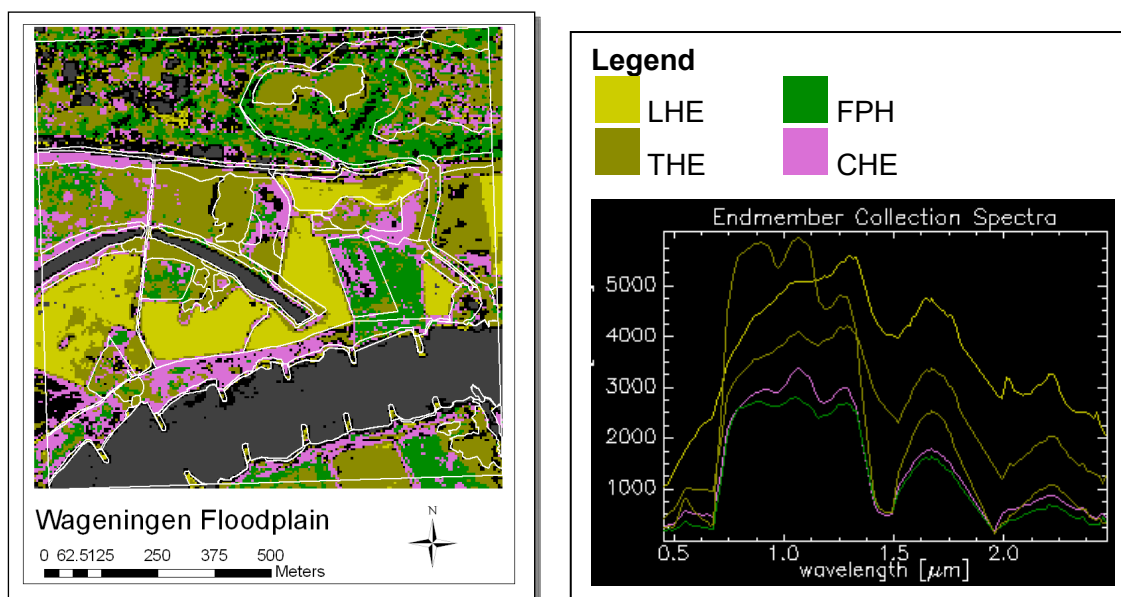 Wageningen Floodplain
N
0 62.5125 250 375 500
Meters
Legend
LHE FPH
THE CHE
Endmember Collection Spectra
5000
4000
3000
2000
1000
0.5 1.0 1.5 2.0
wavelength [μm]